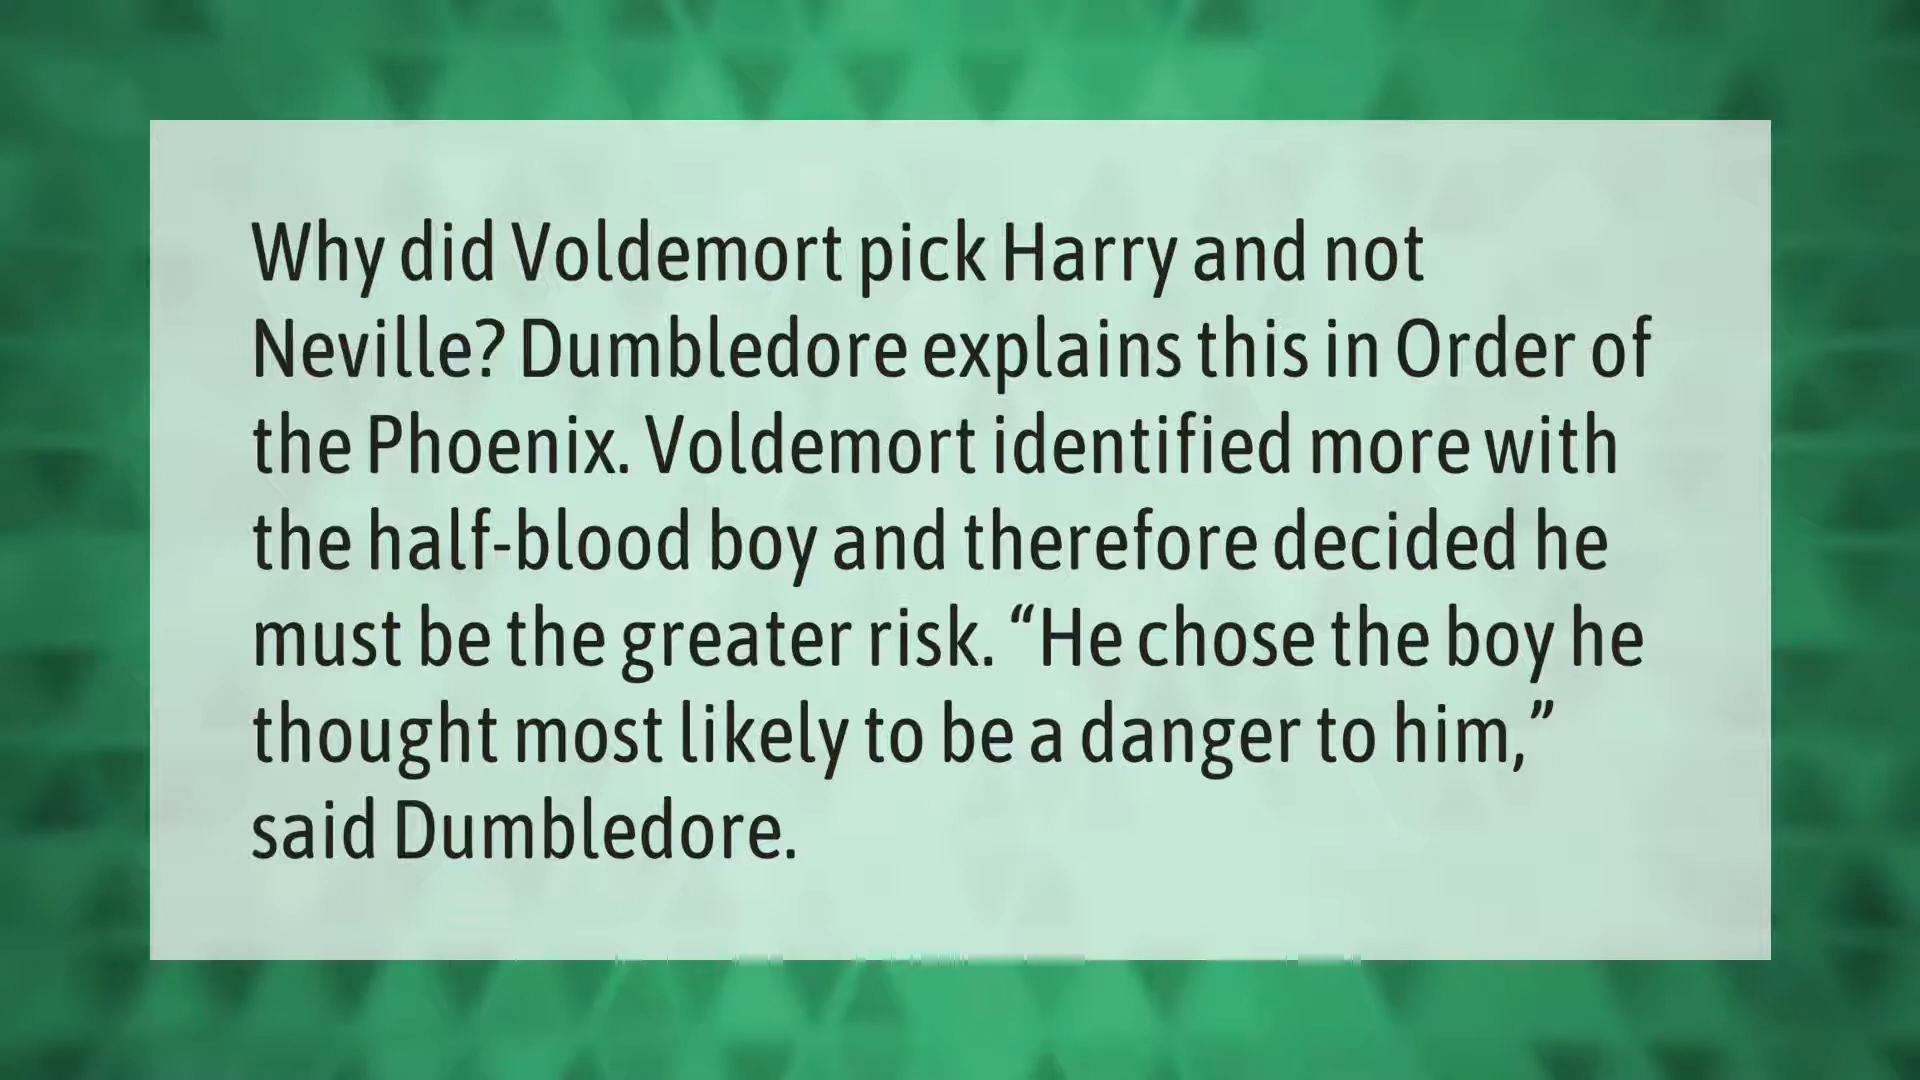 Why did Voldemort pick Harry and not
Neville? Dumbledore explains this in Order of
the Phoenix. Voldemort identified more with
the half-blood boy and therefore decided he
must be the greater risk. “He chose the boy he
thought most likely to be a danger to him,”
said Dumbledore.